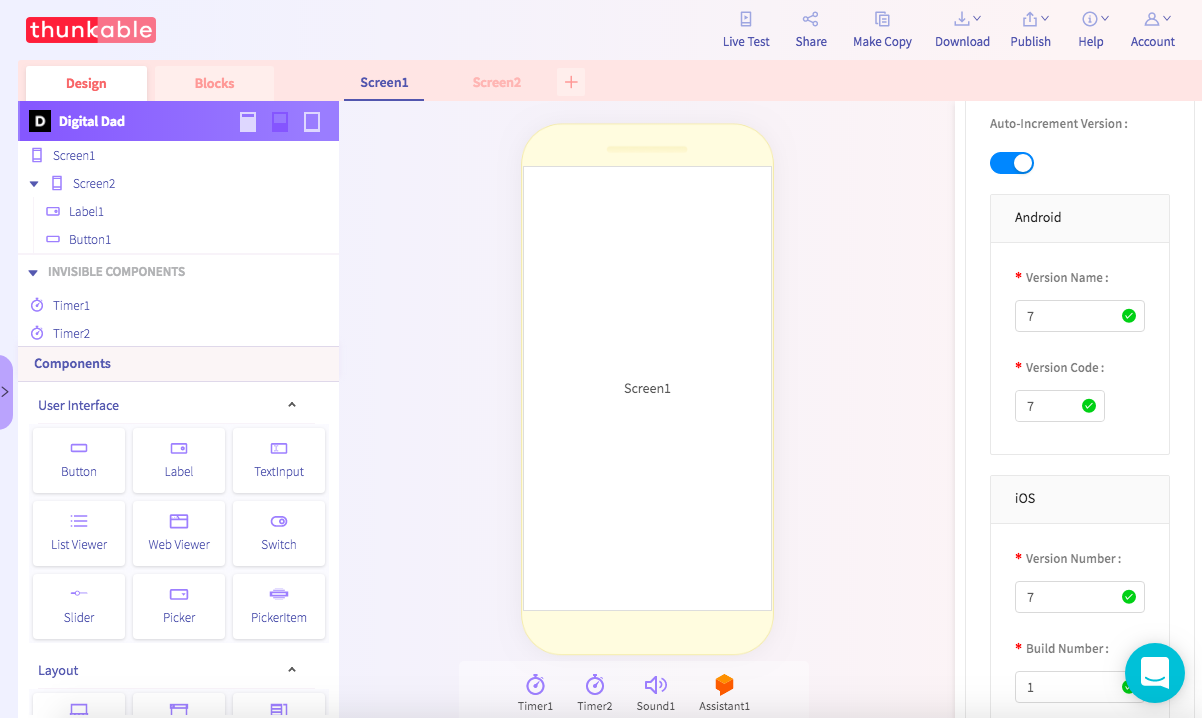 thunkable
Live Test
Share
Make Copy
Download
Publish
Help
Account
Design
Blocks
Screen1
Screen2
+
D
Digital Dad
Screen1
Screen2
Label1
Button1
INVISIBLE COMPONENTS
Timer1
Timer2
Components
User Interface
Button
Label
TextInput
List Viewer
Web Viewer
Switch
Slider
Picker
PickerItem
Layout
Screen1
Timer1
Timer2
Sound1
Assistant1
Auto-Increment Version :
Android
* Version Name :
7
* Version Code :
7
iOS
* Version Number :
7
* Build Number :
1